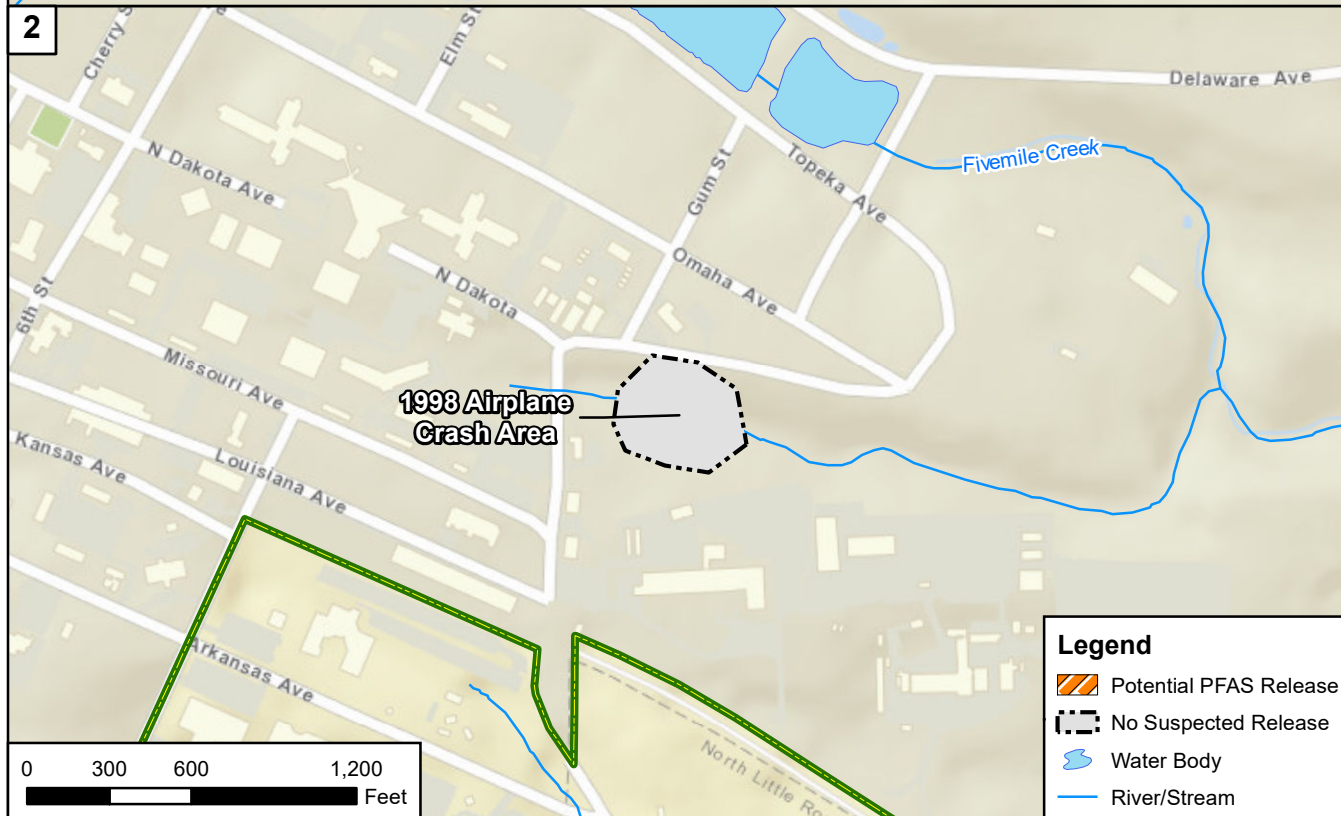 2
Cherry S
Elm St
Delaware Ave
N Dakota Ave
Gum St
Topeka Ave
Fivemile Creek
6th St
N Dakota
Omaha Ave
Missouri Ave
1998 Airplane
Crash Area
Kansas Ave
Louisiana Ave
Arkansas Ave
North Little Ro
0 300 600 1,200
Feet
Legend
Potential PFAS Release
No Suspected Release
Water Body
River/Stream